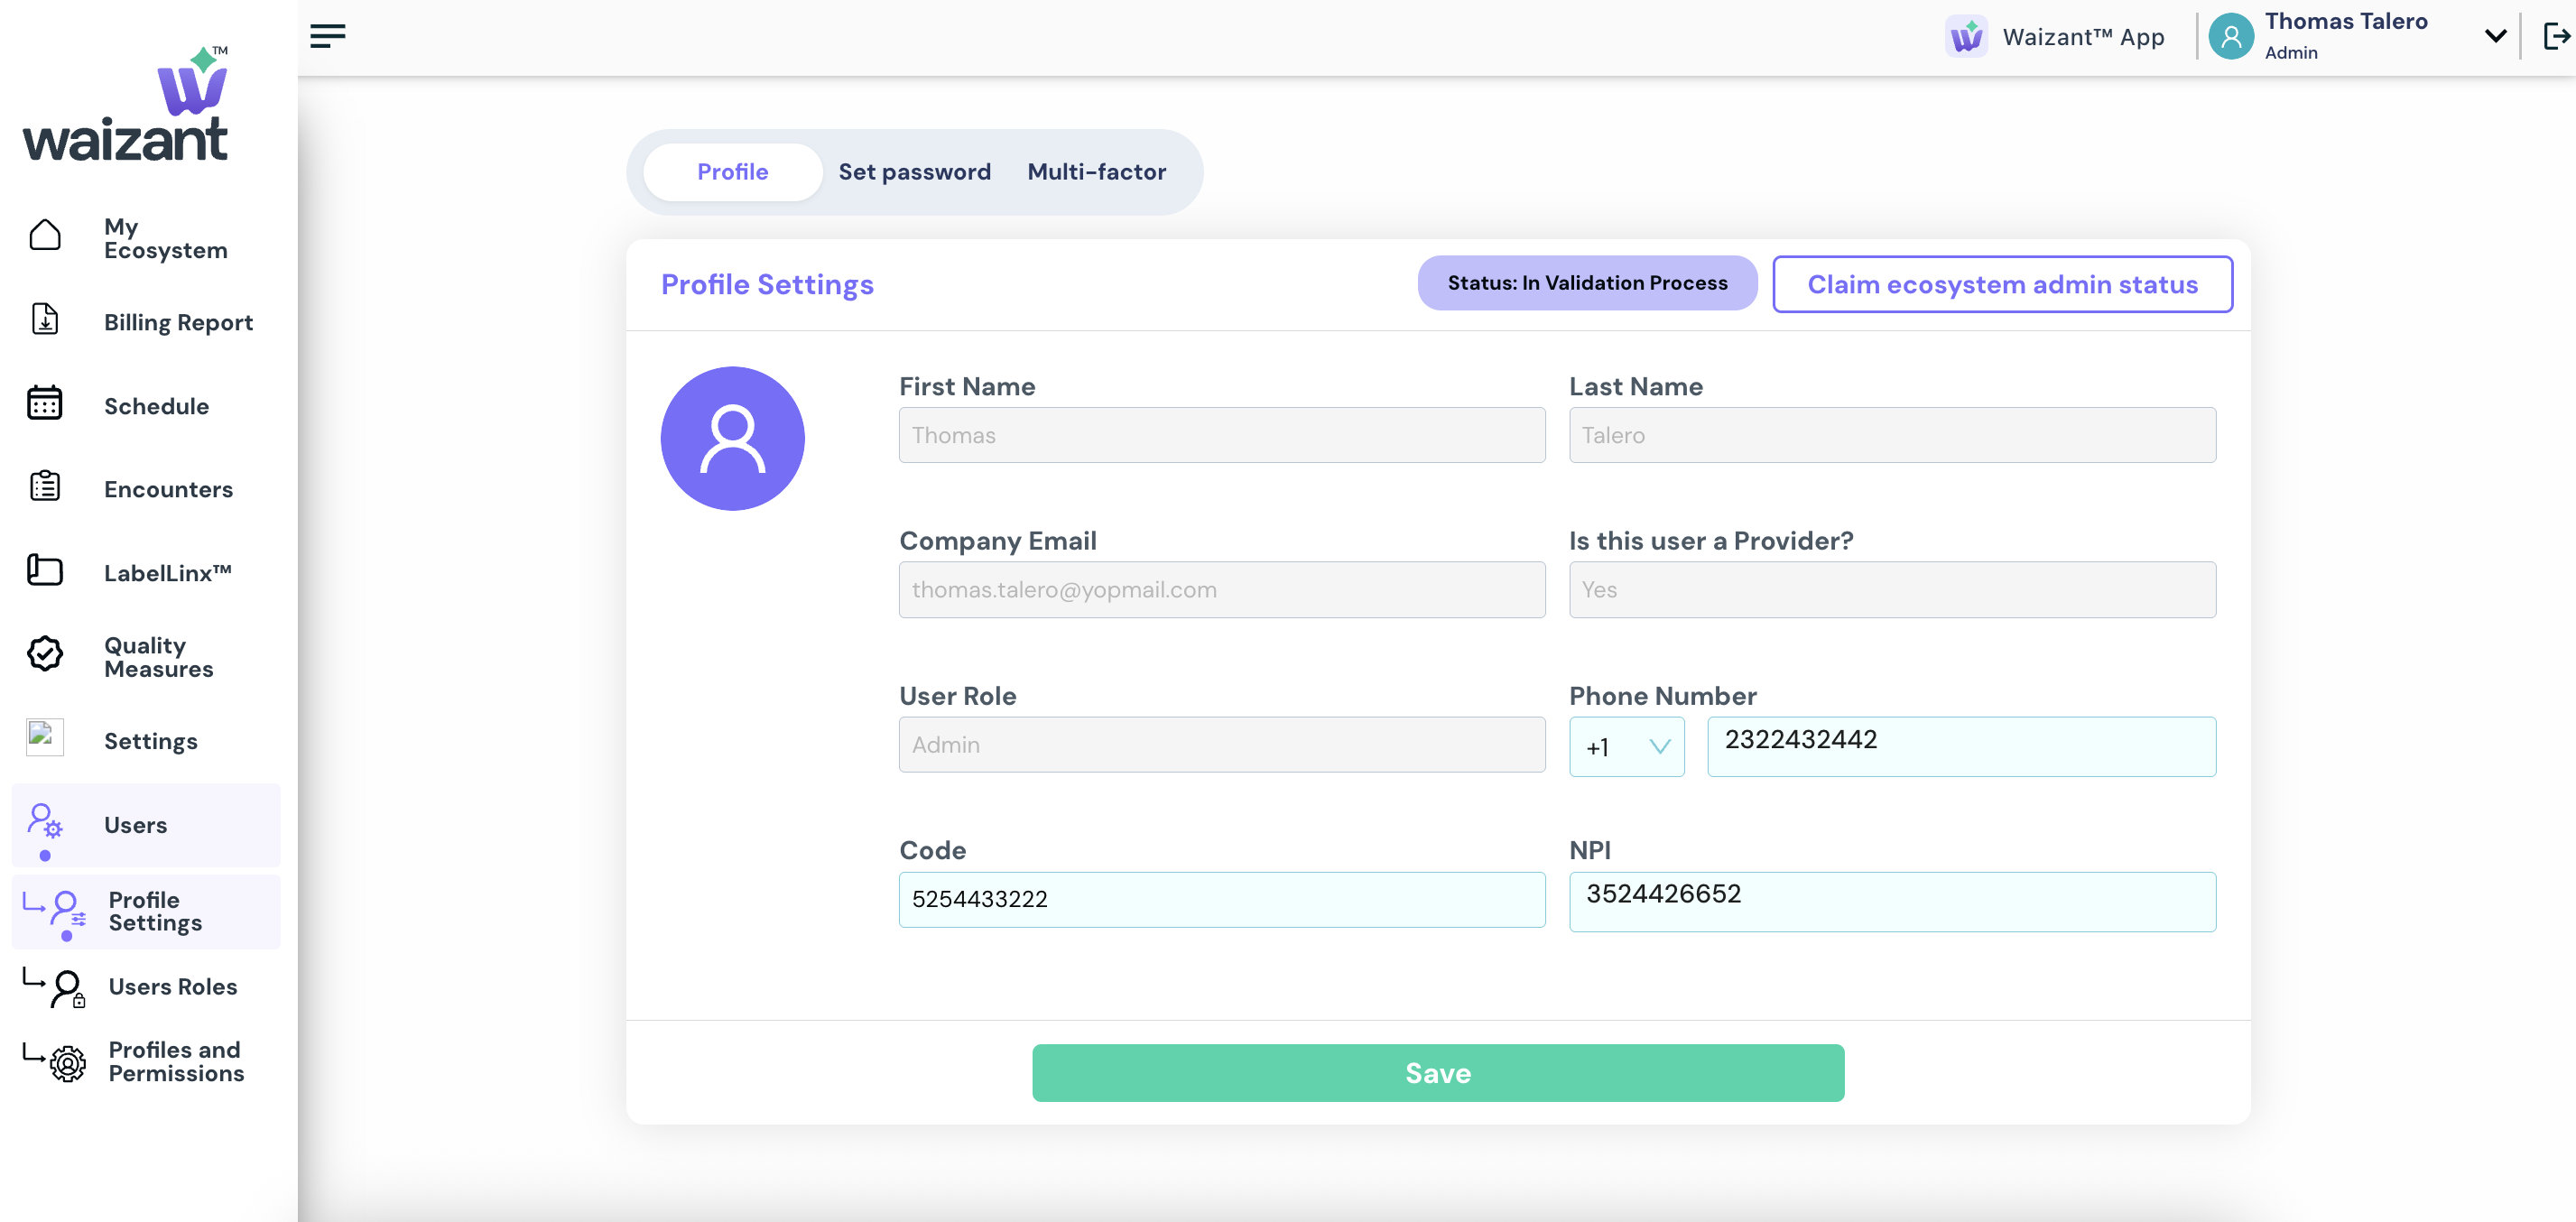 TM
waizant
My
Ecosystem
Billing Report
Schedule
Encounters
LabelLinx™
Quality
Measures
Settings
Users
Profile
Settings
Users Roles
Profiles and
Permissions
Waizant™ App
Thomas Talero
Admin
Profile Set password Multi-factor
Profile Settings
Status: In Validation Process
Claim ecosystem admin status
First Name
Thomas
Last Name
Talero
Company Email
thomas.talero@yopmail.com
Is this user a Provider?
Yes
User Role
Admin
Phone Number
+1 2322432442
Code
5254433222
NPI
3524426652
Save